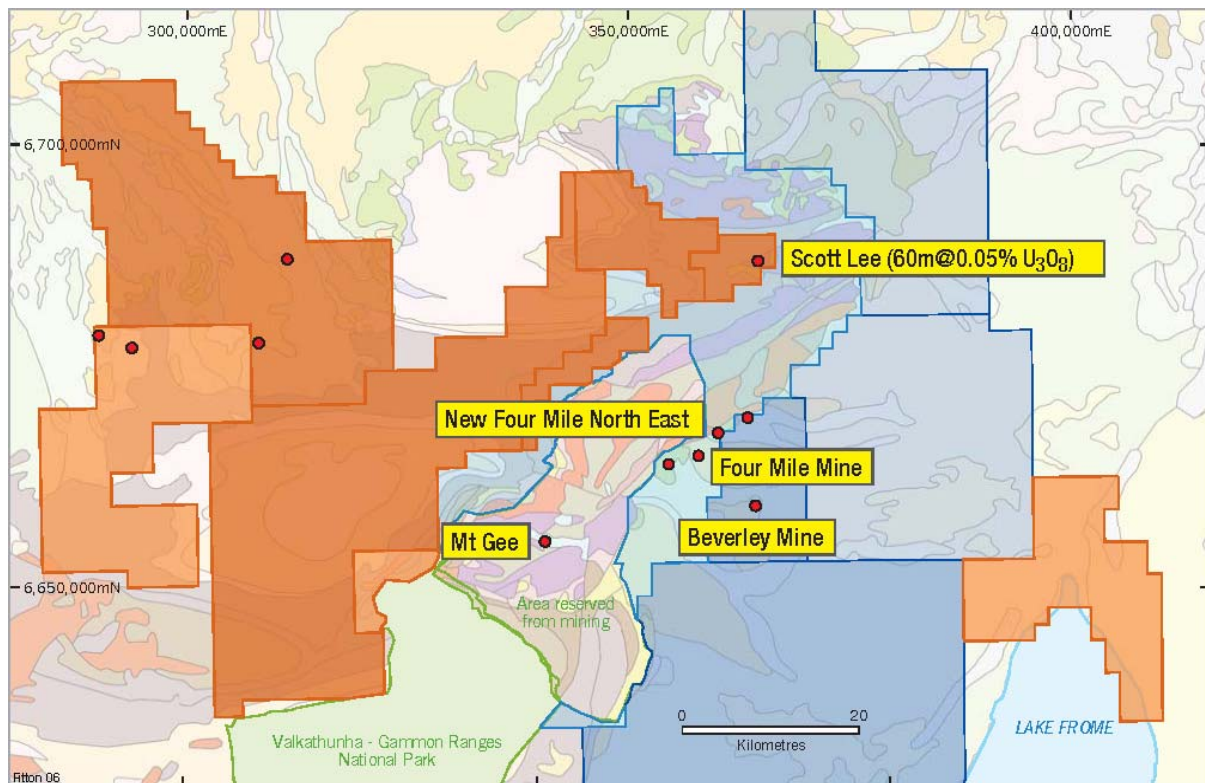 300,000mE
350,000mE
400,000mE
6,700,000mN
Scott Lee (60m@0.05% U₃O₈)
New Four Mile North East
Four Mile Mine
Beverley Mine
Mt Gee
6,650,000mN
Area reserved
from mining
0
20
Kilometres
LAKE FROME
Valkathunha - Gammon Ranges
National Park
Fitton 06